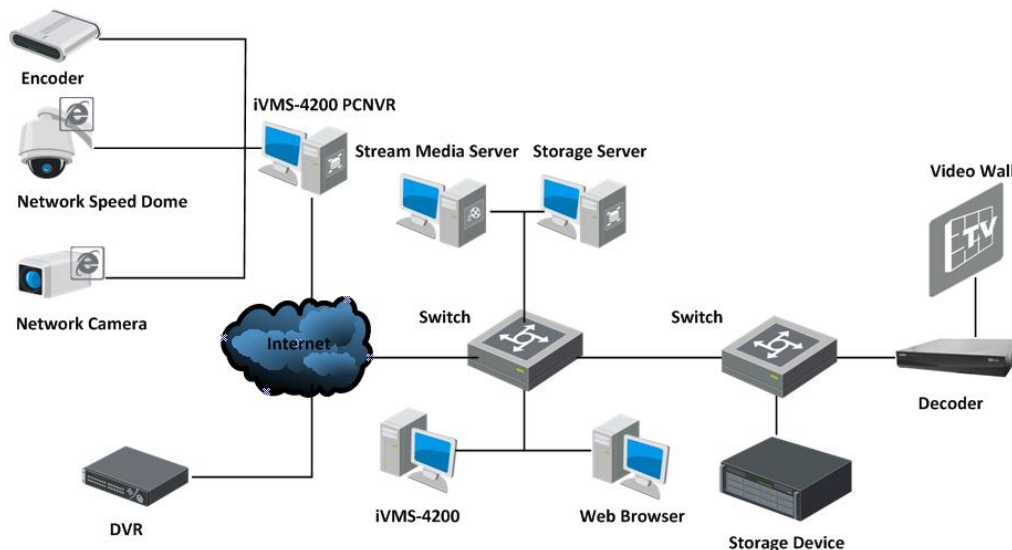 Encoder
iVMS-4200 PCNVR
Stream Media Server
Storage Server
Video Wall
Network Speed Dome
Network Camera
Internet
Switch
Switch
TV
Decoder
DVR
iVMS-4200
Web Browser
Storage Device